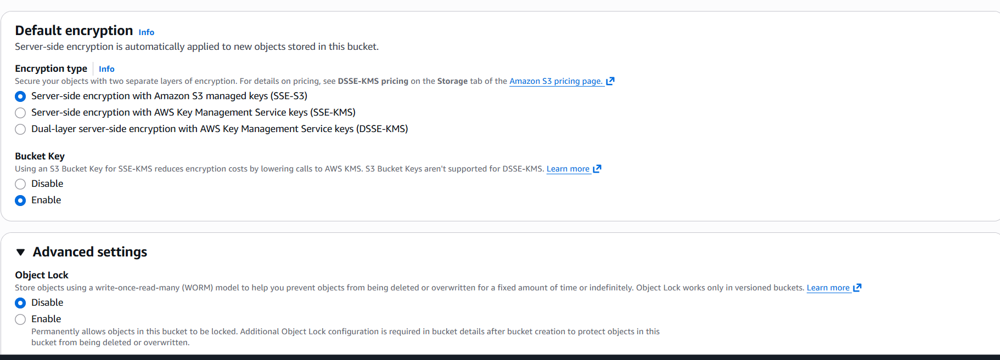 Default encryption Info
Server-side encryption is automatically applied to new objects stored in this bucket.
Encryption type Info
Secure your objects with two separate layers of encryption. For details on pricing, see DSSE-KMS pricing on the Storage tab of the Amazon S3 pricing page.
Server-side encryption with Amazon S3 managed keys (SSE-S3)
Server-side encryption with AWS Key Management Service keys (SSE-KMS)
Dual-layer server-side encryption with AWS Key Management Service keys (DSSE-KMS)
Bucket Key
Using an S3 Bucket Key for SSE-KMS reduces encryption costs by lowering calls to AWS KMS. S3 Bucket Keys aren't supported for DSSE-KMS. Learn more
Disable
Enable
Advanced settings
Object Lock
Store objects using a write-once-read-many (WORM) model to help you prevent objects from being deleted or overwritten for a fixed amount of time or indefinitely. Object Lock works only in versioned buckets. Learn more
Disable
Enable
Permanently allows objects in this bucket to be locked. Additional Object Lock configuration is required in bucket details after bucket creation to protect objects in this
bucket from being deleted or overwritten.